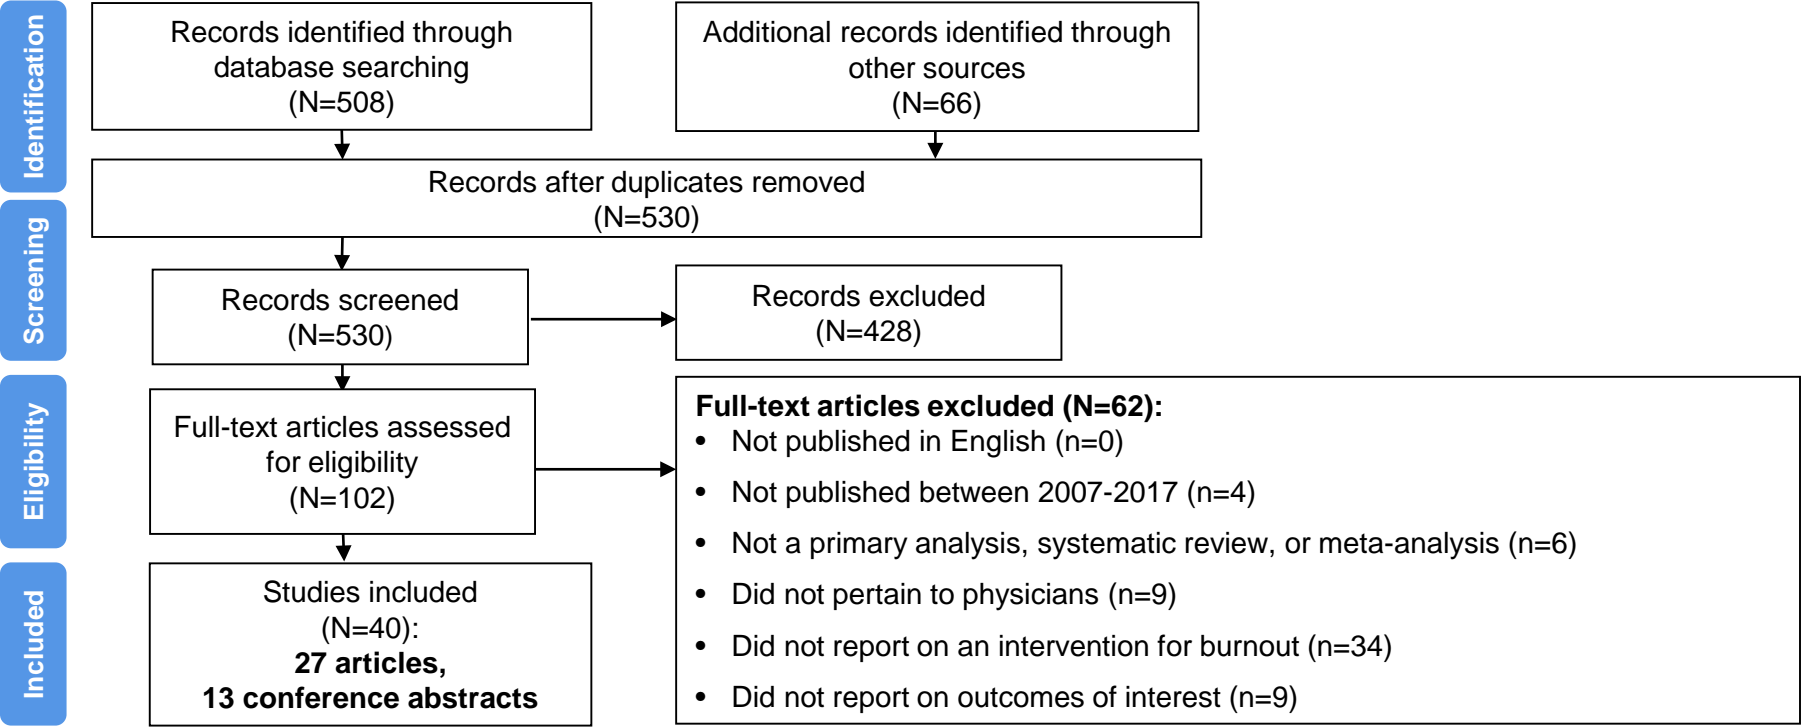 Identification
Records identified through
database searching
(N=508)
Additional records identified through
other sources
(N=66)
Records after duplicates removed
(N=530)
Screening
Records screened
(N=530)
Records excluded
(N=428)
Eligibility
Full-text articles assessed
for eligibility
(N=102)
Full-text articles excluded (N=62):
• Not published in English (n=0)
• Not published between 2007-2017 (n=4)
• Not a primary analysis, systematic review, or meta-analysis (n=6)
• Did not pertain to physicians (n=9)
• Did not report on an intervention for burnout (n=34)
• Did not report on outcomes of interest (n=9)
Included
Studies included
(N=40):
27 articles,
13 conference abstracts